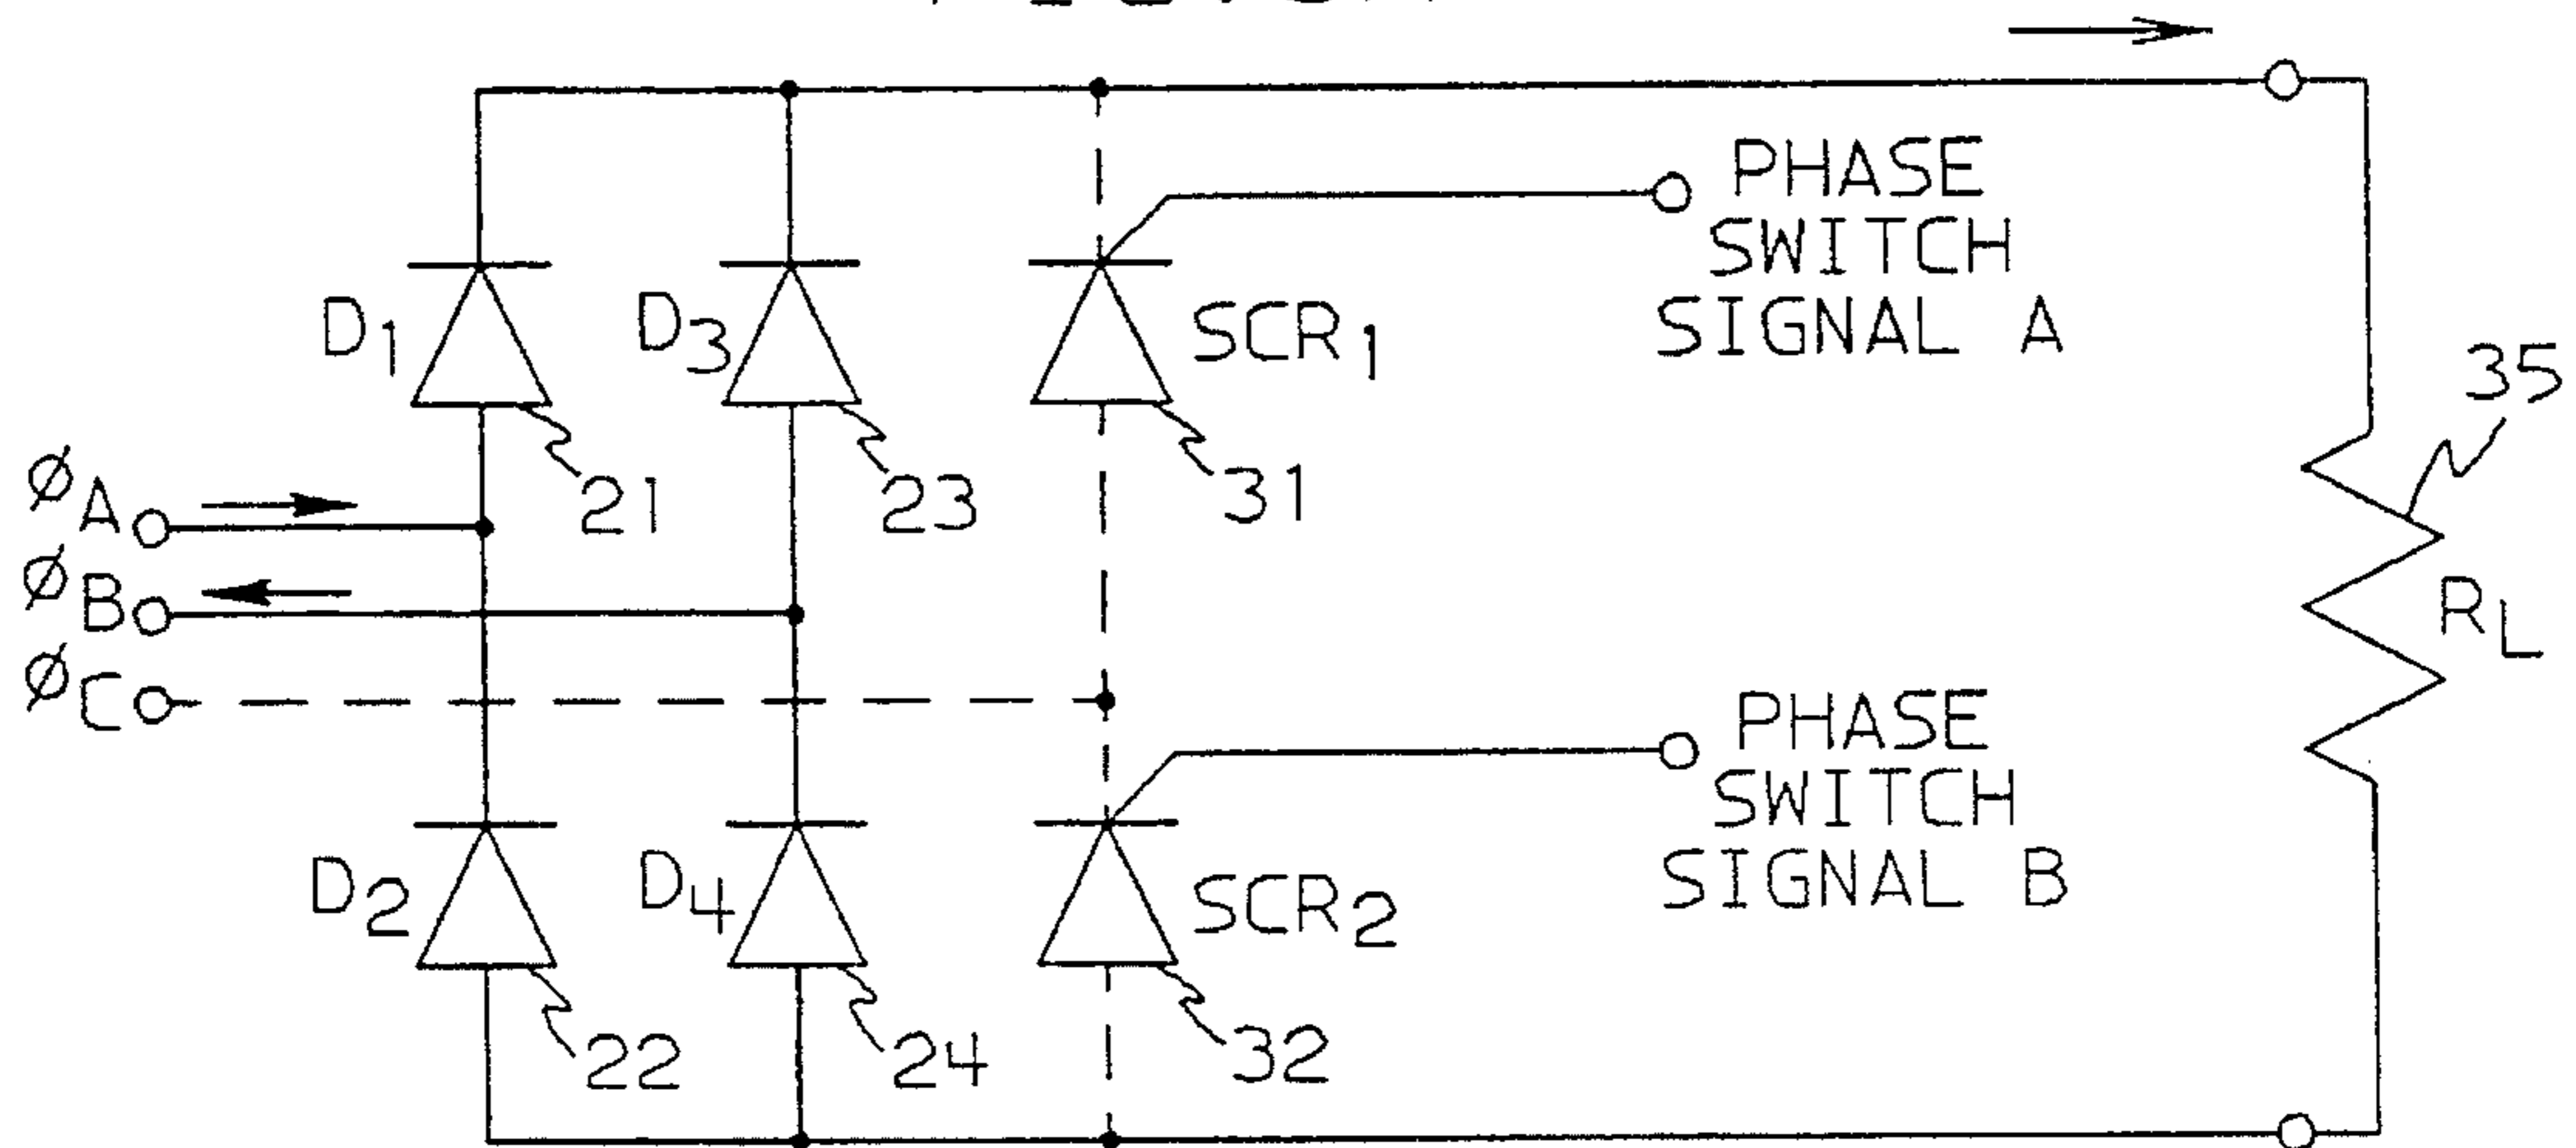 PHASE
SWITCH
SIGNAL A
D1
D3
SCR1
35
21
23
31
øA
øB
øC
RL
PHASE
SWITCH
SIGNAL B
D2
D4
SCR2
22
24
32